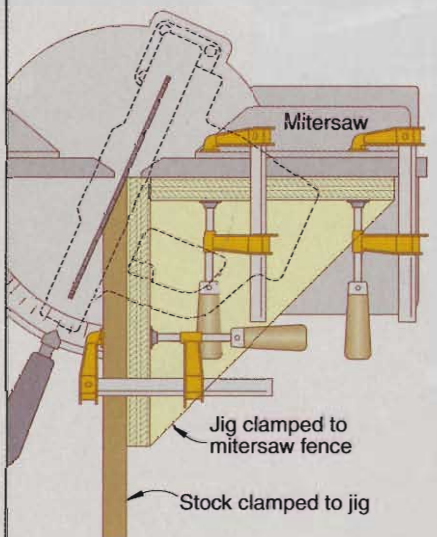 Mitersaw
Jig clamped to
mitersaw fence
Stock clamped to jig